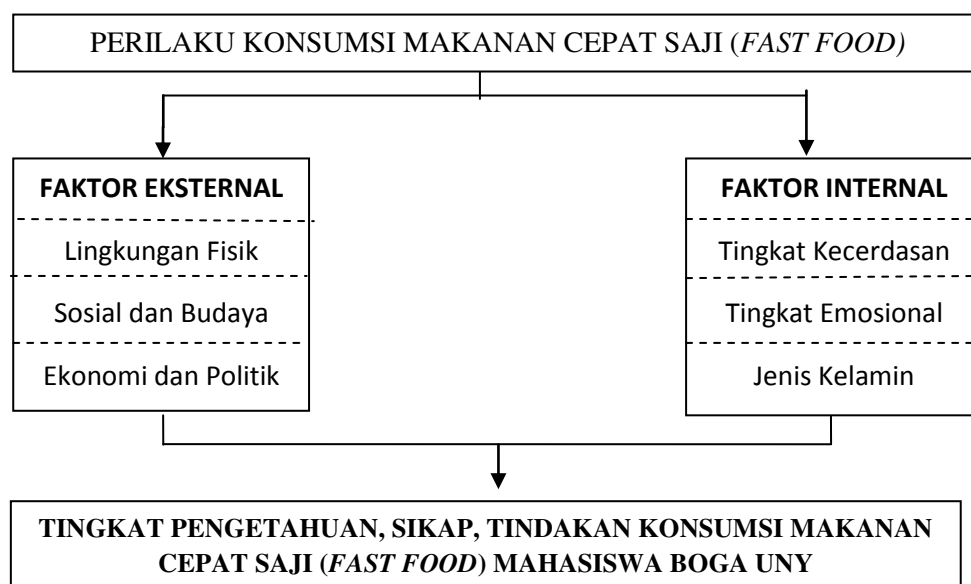 PERILAKU KONSUMSI MAKANAN CEPAT SAJI (FAST FOOD)
FAKTOR EKSTERNAL
Lingkungan Fisik
Sosial dan Budaya
Ekonomi dan Politik
FAKTOR INTERNAL
Tingkat Kecerdasan
Tingkat Emosional
Jenis Kelamin
TINGKAT PENGETAHUAN, SIKAP, TINDAKAN KONSUMSI MAKANAN
CEPAT SAJI (FAST FOOD) MAHASISWA BOGA UNY